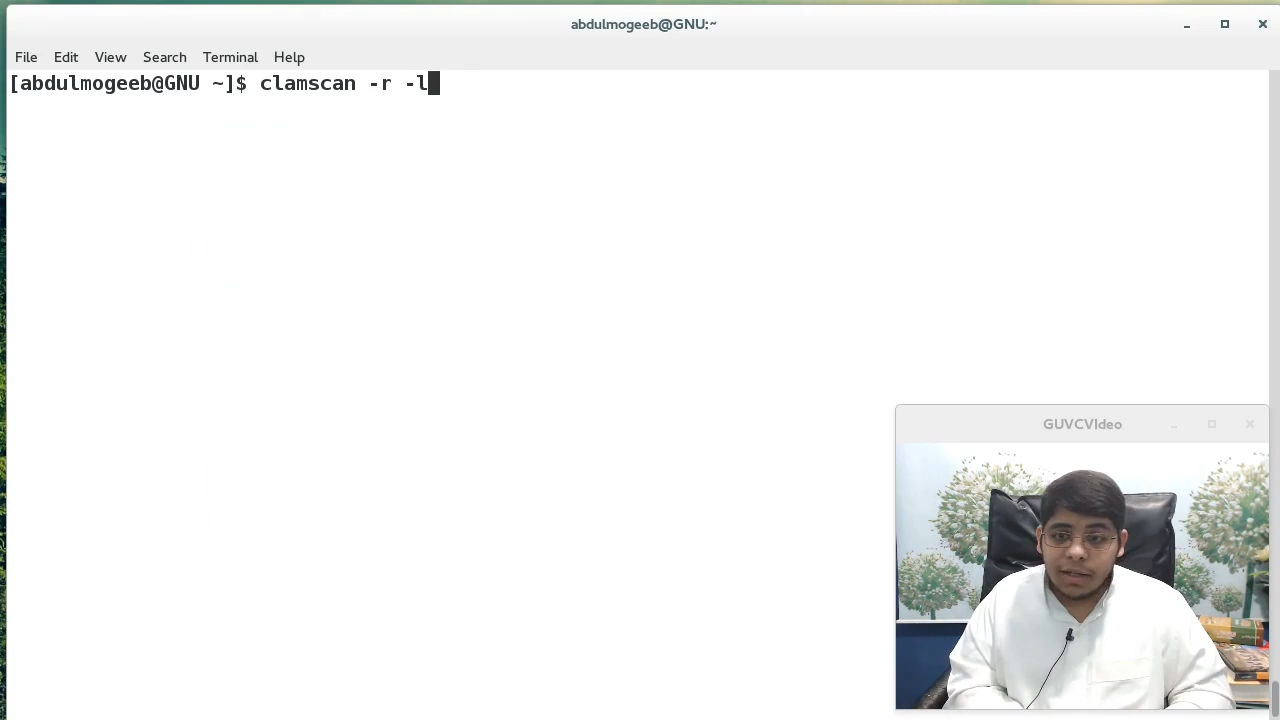 abdulmogeeb@GNU:~
File Edit View Search Terminal Help
[abdulmogeeb@GNU ~]$ clamscan -r -l
GUVCVIdeo